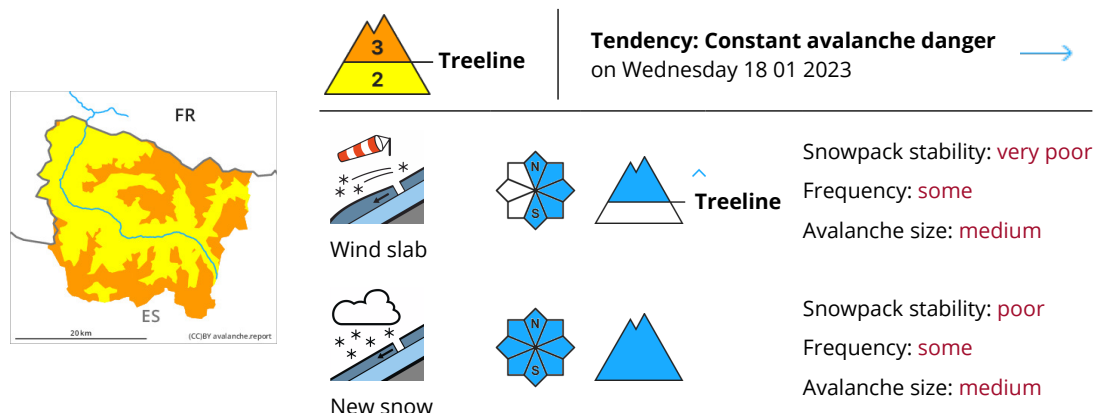 3
2
Treeline
Tendency: Constant avalanche danger
on Wednesday 18 01 2023
FR
ES
20 km
(CC)BY avalanche.report
N
S
Treeline
Wind slab
Snowpack stability: very poor
Frequency: some
Avalanche size: medium
N
S
New snow
Snowpack stability: poor
Frequency: some
Avalanche size: medium